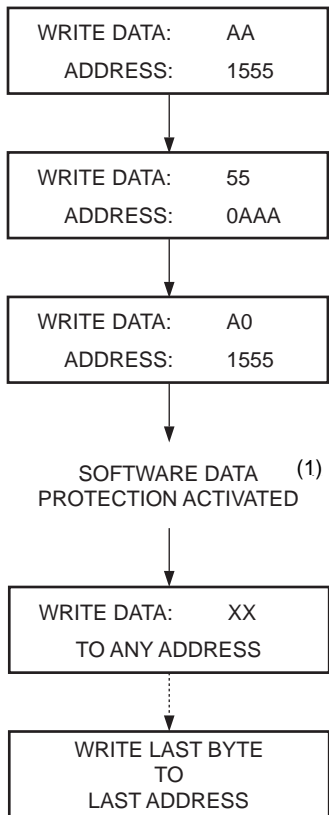 WRITE DATA: AA
ADDRESS: 1555
WRITE DATA: 55
ADDRESS: 0AAA
WRITE DATA: A0
ADDRESS: 1555
SOFTWARE DATA (1)
PROTECTION ACTIVATED
WRITE DATA: XX
TO ANY ADDRESS
WRITE LAST BYTE
TO
LAST ADDRESS